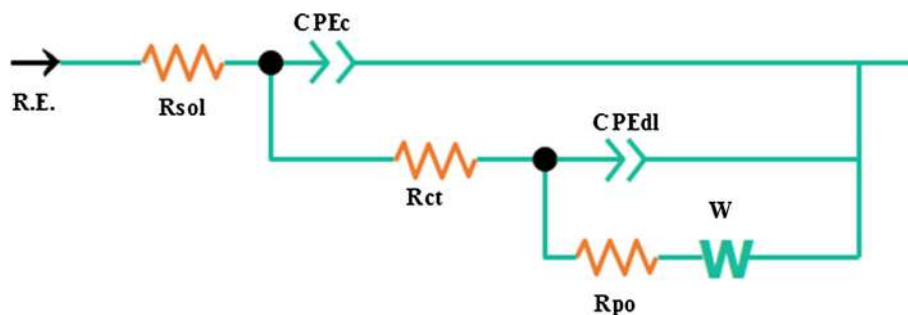 CPEc
R.E.
Rsol
CPEdl
Rct
W
W
Rpo